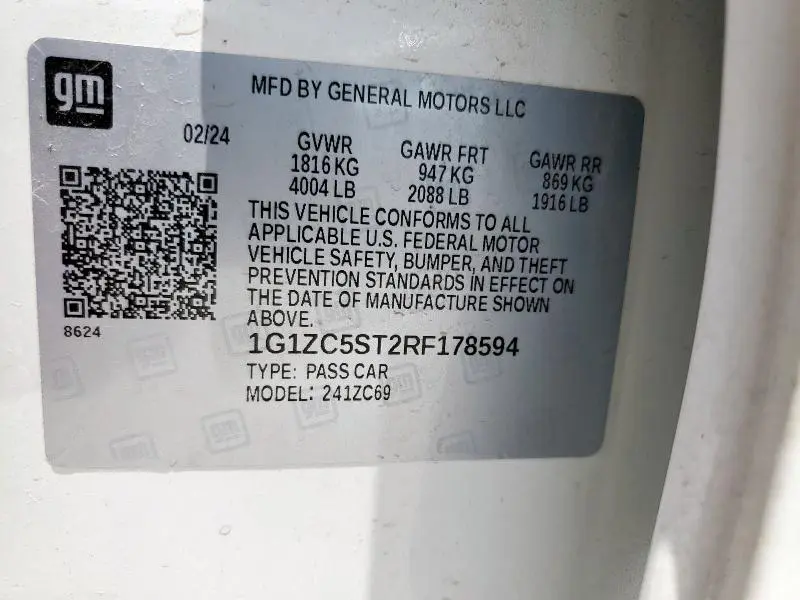 gm
MFD BY GENERAL MOTORS LLC
02/24
GVWR
1816 KG
4004 LB
GAWR FRT
947 KG
2088 LB
GAWR RR
869 KG
1916 LB
THIS VEHICLE CONFORMS TO ALL
APPLICABLE U.S. FEDERAL MOTOR
VEHICLE SAFETY, BUMPER, AND THEFT
PREVENTION STANDARDS IN EFFECT ON
THE DATE OF MANUFACTURE SHOWN
ABOVE.
8624
1G1ZC5ST2RF178594
TYPE: PASS CAR
MODEL: 241ZC69